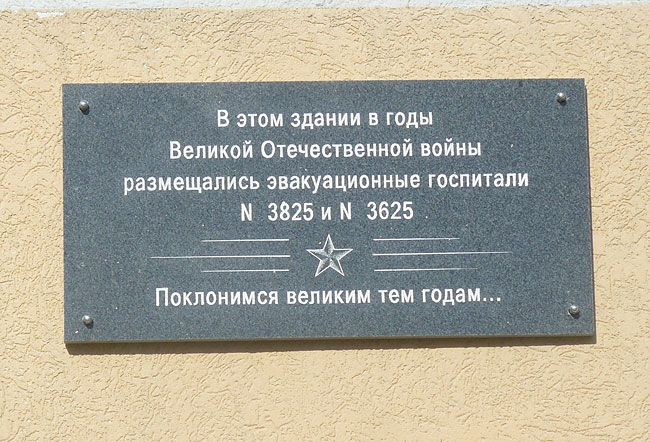 В этом здании в годы
Великой Отечественной войны
размещались эвакуационные госпитали
N 3825 и N 3625
Поклонимся великим тем годам...